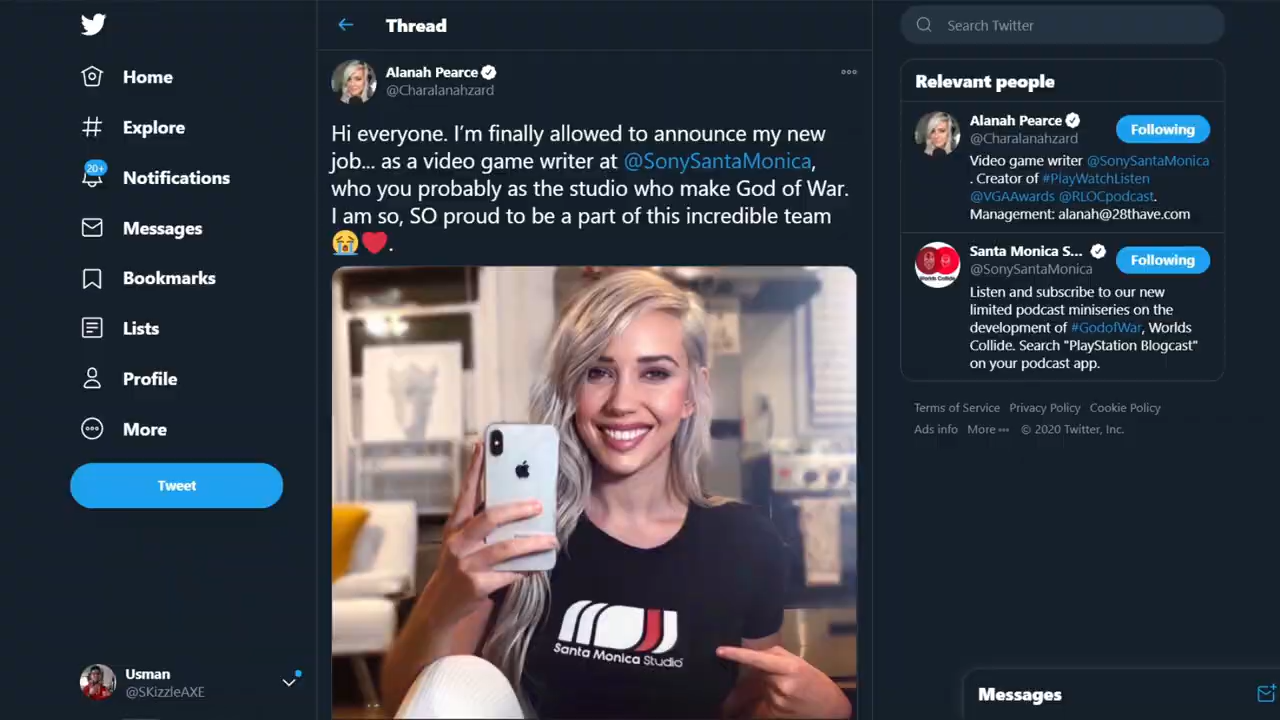 Home
Explore
20+
Notifications
Messages
Bookmarks
Lists
Profile
More
Tweet
Usman
@SKizzleAXE
Thread
Alanah Pearce
@Charalanahzard
Hi everyone. I'm finally allowed to announce my new
job... as a video game writer at @SonySantaMonica,
who you probably as the studio who make God of War.
I am so, SO proud to be a part of this incredible team
😭❤️.
Santa Monica Studio
Search Twitter
Relevant people
Alanah Pearce
@Charalanahzard
Following
Video game writer @SonySantaMonica
. Creator of #PlayWatchListen
@VGAAwards @RLOCpodcast.
Management: alanah@28thave.com
Santa Monica S...
@SonySantaMonica
Following
Listen and subscribe to our new
limited podcast miniseries on the
development of #GodofWar, Worlds
Collide. Search "PlayStation Blogcast"
on your podcast app.
Terms of Service Privacy Policy Cookie Policy
Ads info More © 2020 Twitter, Inc.
Messages